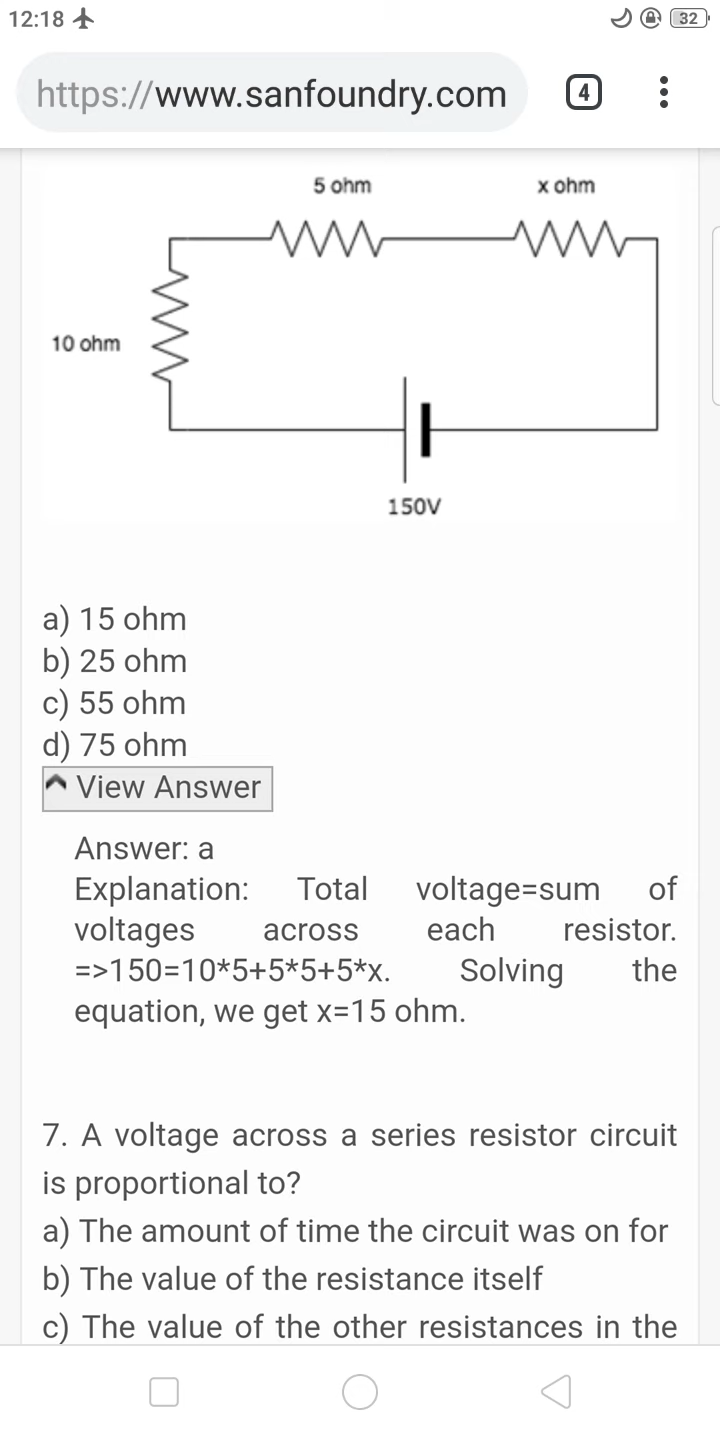 12:18
32
https://www.sanfoundry.com
4
5 ohm
x ohm
10 ohm
150V
a) 15 ohm
b) 25 ohm
c) 55 ohm
d) 75 ohm
View Answer
Answer: a
Explanation: Total voltage=sum of
voltages across each resistor.
=>150=10*5+5*5+5*x. Solving the
equation, we get x=15 ohm.
7. A voltage across a series resistor circuit
is proportional to?
a) The amount of time the circuit was on for
b) The value of the resistance itself
c) The value of the other resistances in the